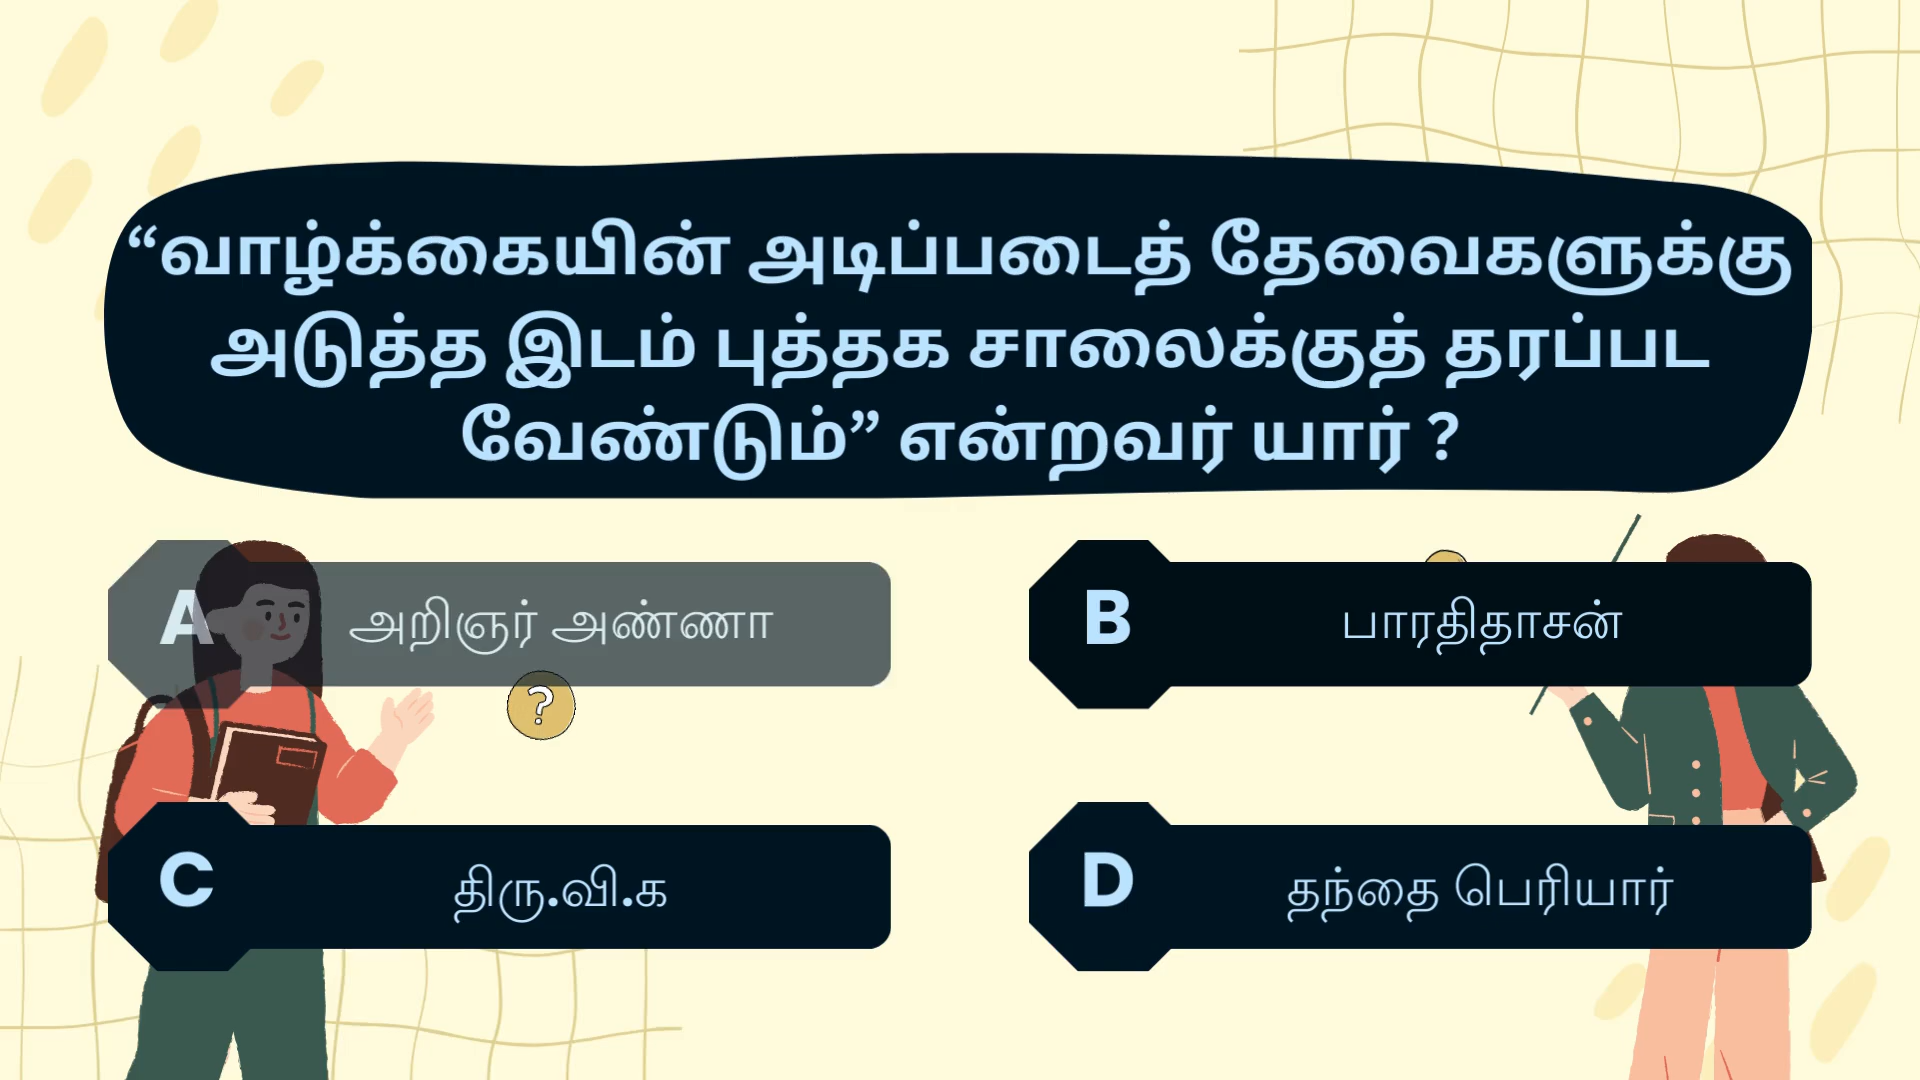 “வாழ்க்கையின் அடிப்படைத் தேவைகளுக்கு
அடுத்த இடம் புத்தக சாலைக்குத் தரப்பட
வேண்டும்” என்றவர் யார் ?
A அறிஞர் அண்ணா
B பாரதிதாசன்
?
C திரு.வி.க
D தந்தை பெரியார்